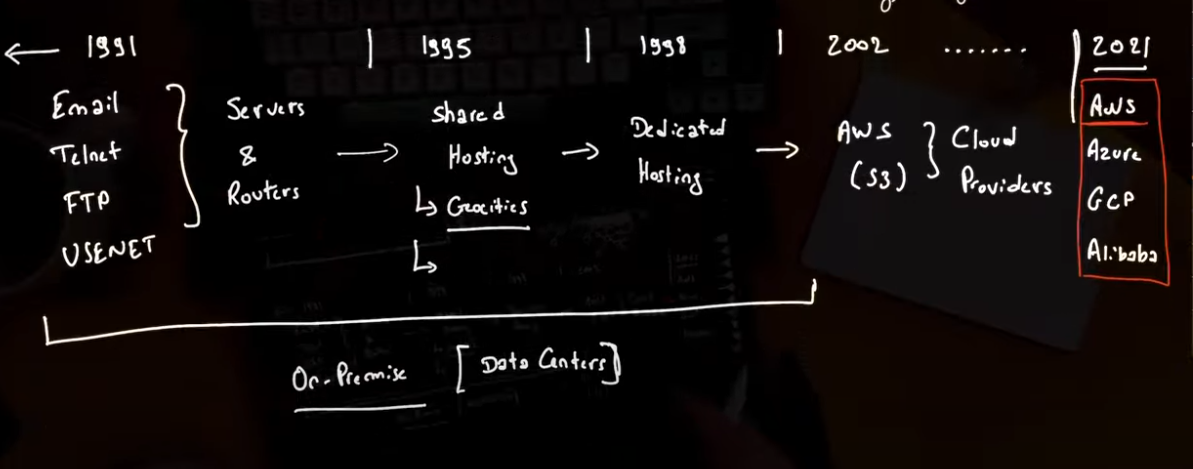 ← 1991 | 1995 | 1998 | 2002 ....... | 2021
Email
Telnet
FTP
USENET
Servers
&
Routers
→
Shared
Hosting
↳ Geocities
↳
→
Dedicated
Hosting
→
AWS
(S3)
Cloud
Providers
AWS
Azure
GCP
Alibaba
On-Premise [Data Centers]